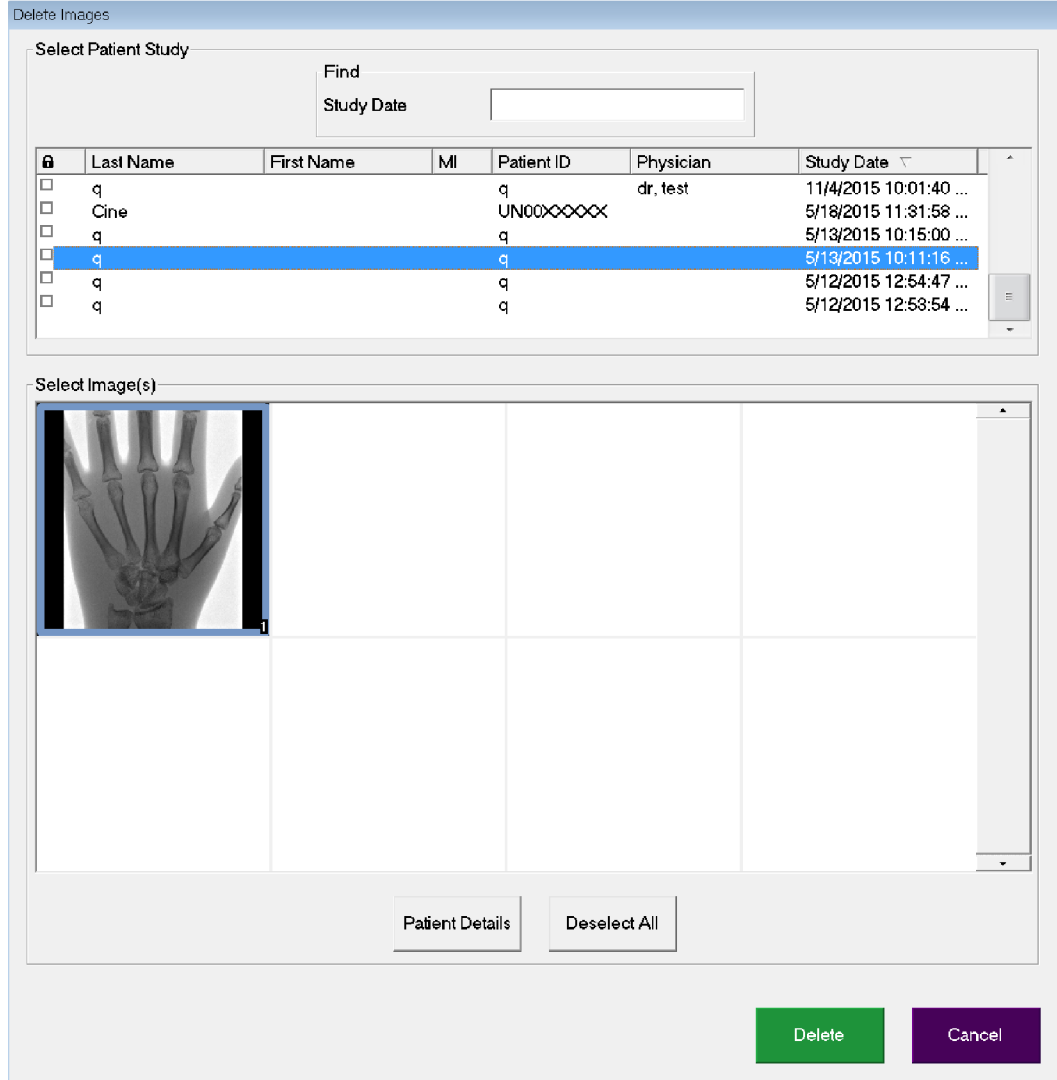 Delete Images
Select Patient Study
Find
Study Date
Last Name First Name MI Patient ID Physician Study Date
q q dr, test 11/4/2015 10:01:40 ...
Cine UN00XXXXX 5/18/2015 11:31:58 ...
q q 5/13/2015 10:15:00 ...
q q 5/13/2015 10:11:16 ...
q q 5/12/2015 12:54:47 ...
q q 5/12/2015 12:53:54 ...
Select Image(s)
1
Patient Details Deselect All
Delete Cancel